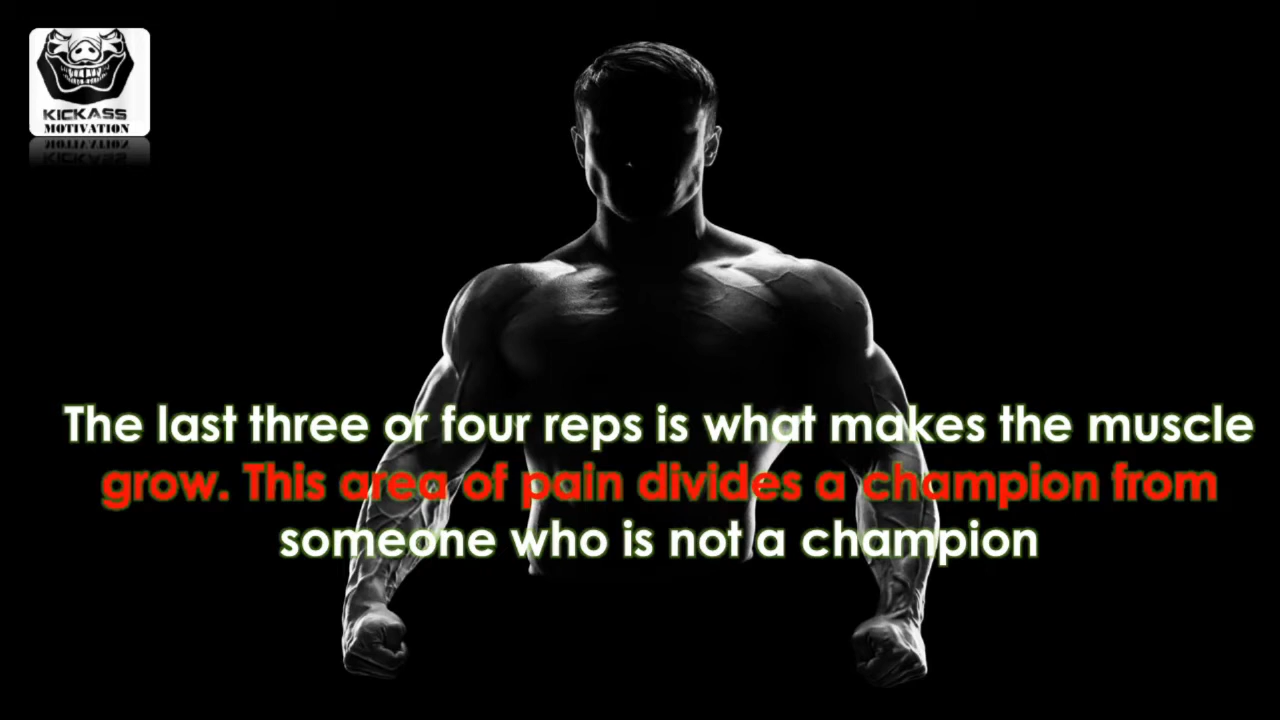 KICKASS
MOTIVATION
The last three or four reps is what makes the muscle
grow. This area of pain divides a champion from
someone who is not a champion